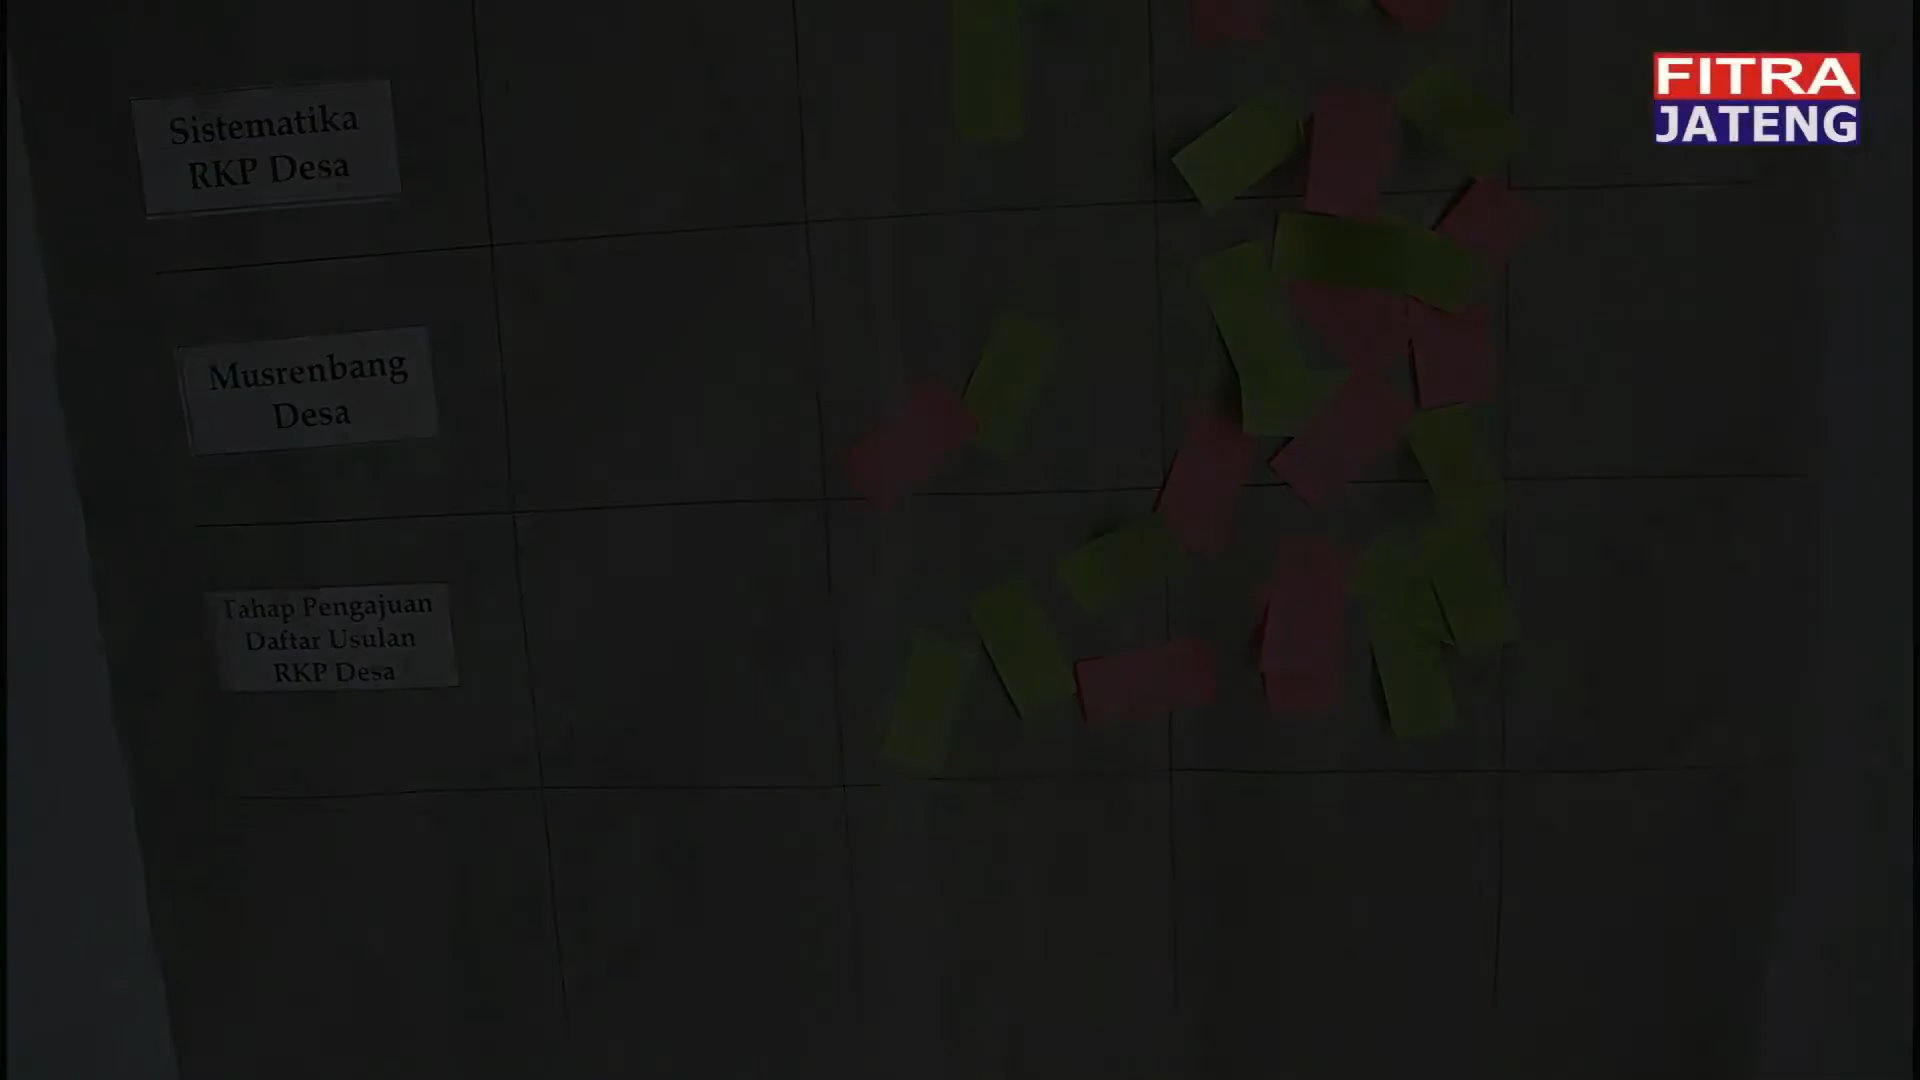 FITRA
JATENG
Sistematika
RKP Desa
Musrenbang
Desa
Tahap Pengajuan
Daftar Usulan
RKP Desa